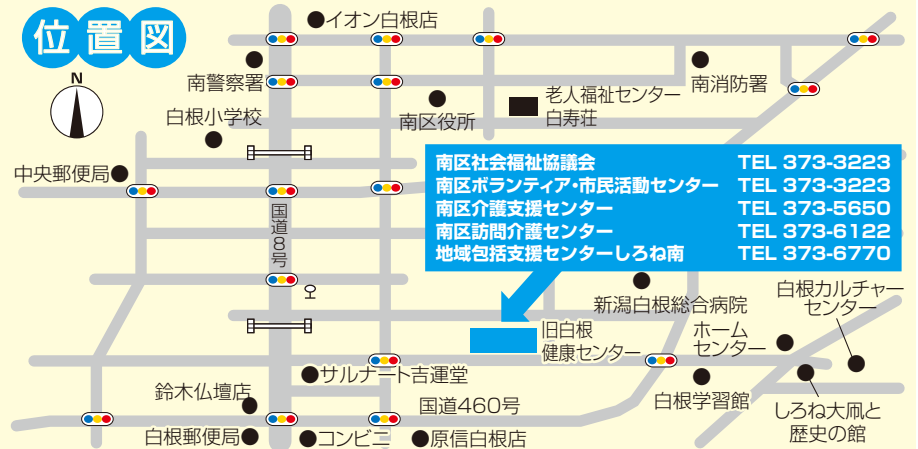 位置図
N
イオン白根店
南警察署
南消防署
老人福祉センター
白寿荘
南区役所
白根小学校
中央郵便局
南区社会福祉協議会 TEL 373-3223
南区ボランティア・市民活動センター TEL 373-3223
南区介護支援センター TEL 373-5650
南区訪問介護センター TEL 373-6122
地域包括支援センターしろね南 TEL 373-6770
国道8号
新潟白根総合病院
白根カルチャー
センター
旧白根
健康センター
ホーム
センター
サルナート吉運堂
鈴木仏壇店
国道460号
白根学習館
しろね大凧と
歴史の館
白根郵便局
コンビニ
原信白根店